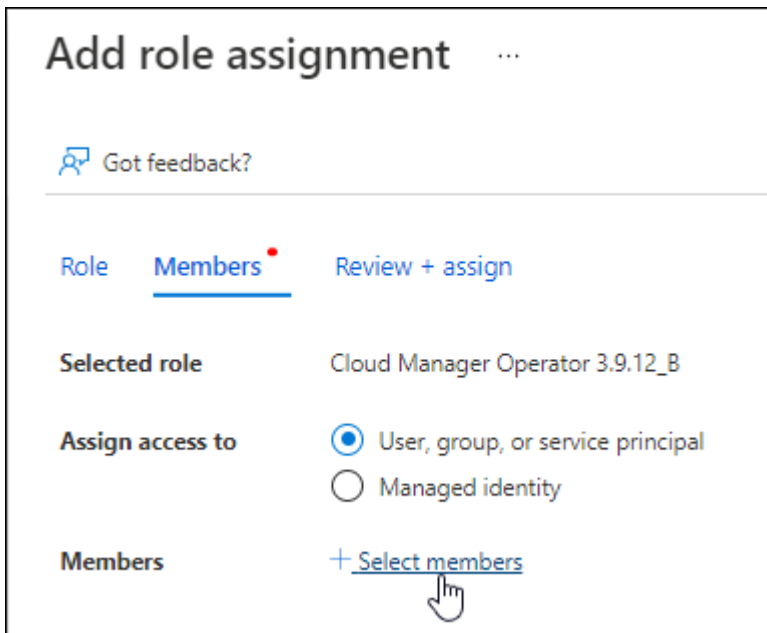 Add role assignment ...
Got feedback?
Role Members Review + assign
Selected role Cloud Manager Operator 3.9.12_B
Assign access to User, group, or service principal
Managed identity
Members + Select members